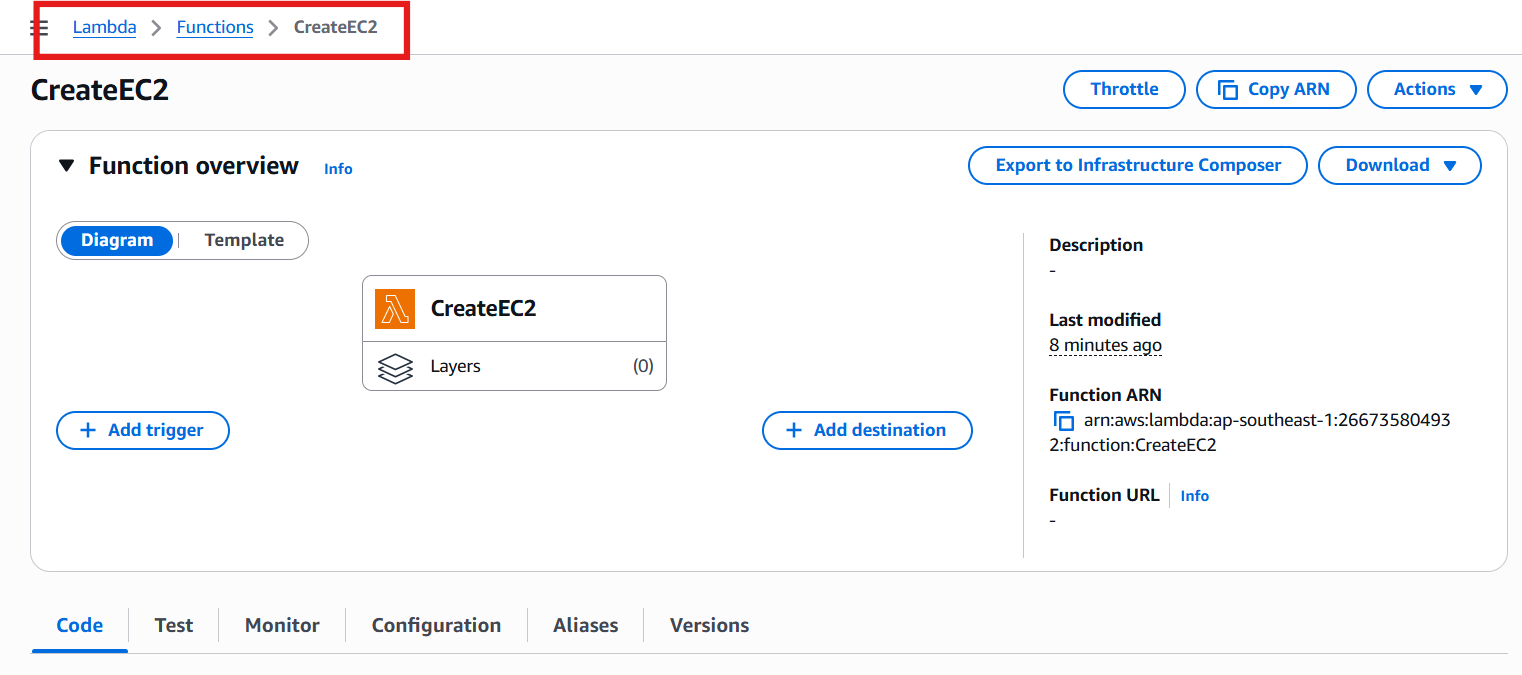 Lambda > Functions > CreateEC2
CreateEC2
Throttle
Copy ARN
Actions
Function overview
Info
Export to Infrastructure Composer
Download
Diagram
Template
CreateEC2
Layers
(0)
+ Add trigger
+ Add destination
Description
-
Last modified
8 minutes ago
Function ARN
arn:aws:lambda:ap-southeast-1:26673580493
2:function:CreateEC2
Function URL
Info
-
Code
Test
Monitor
Configuration
Aliases
Versions